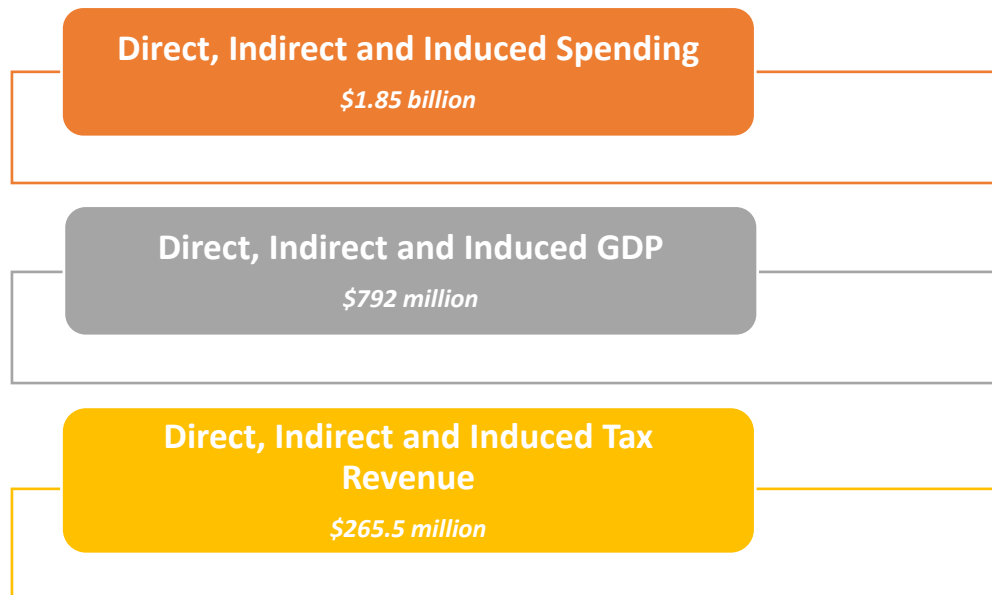 Direct, Indirect and Induced Spending
$1.85 billion
Direct, Indirect and Induced GDP
$792 million
Direct, Indirect and Induced Tax
Revenue
$265.5 million